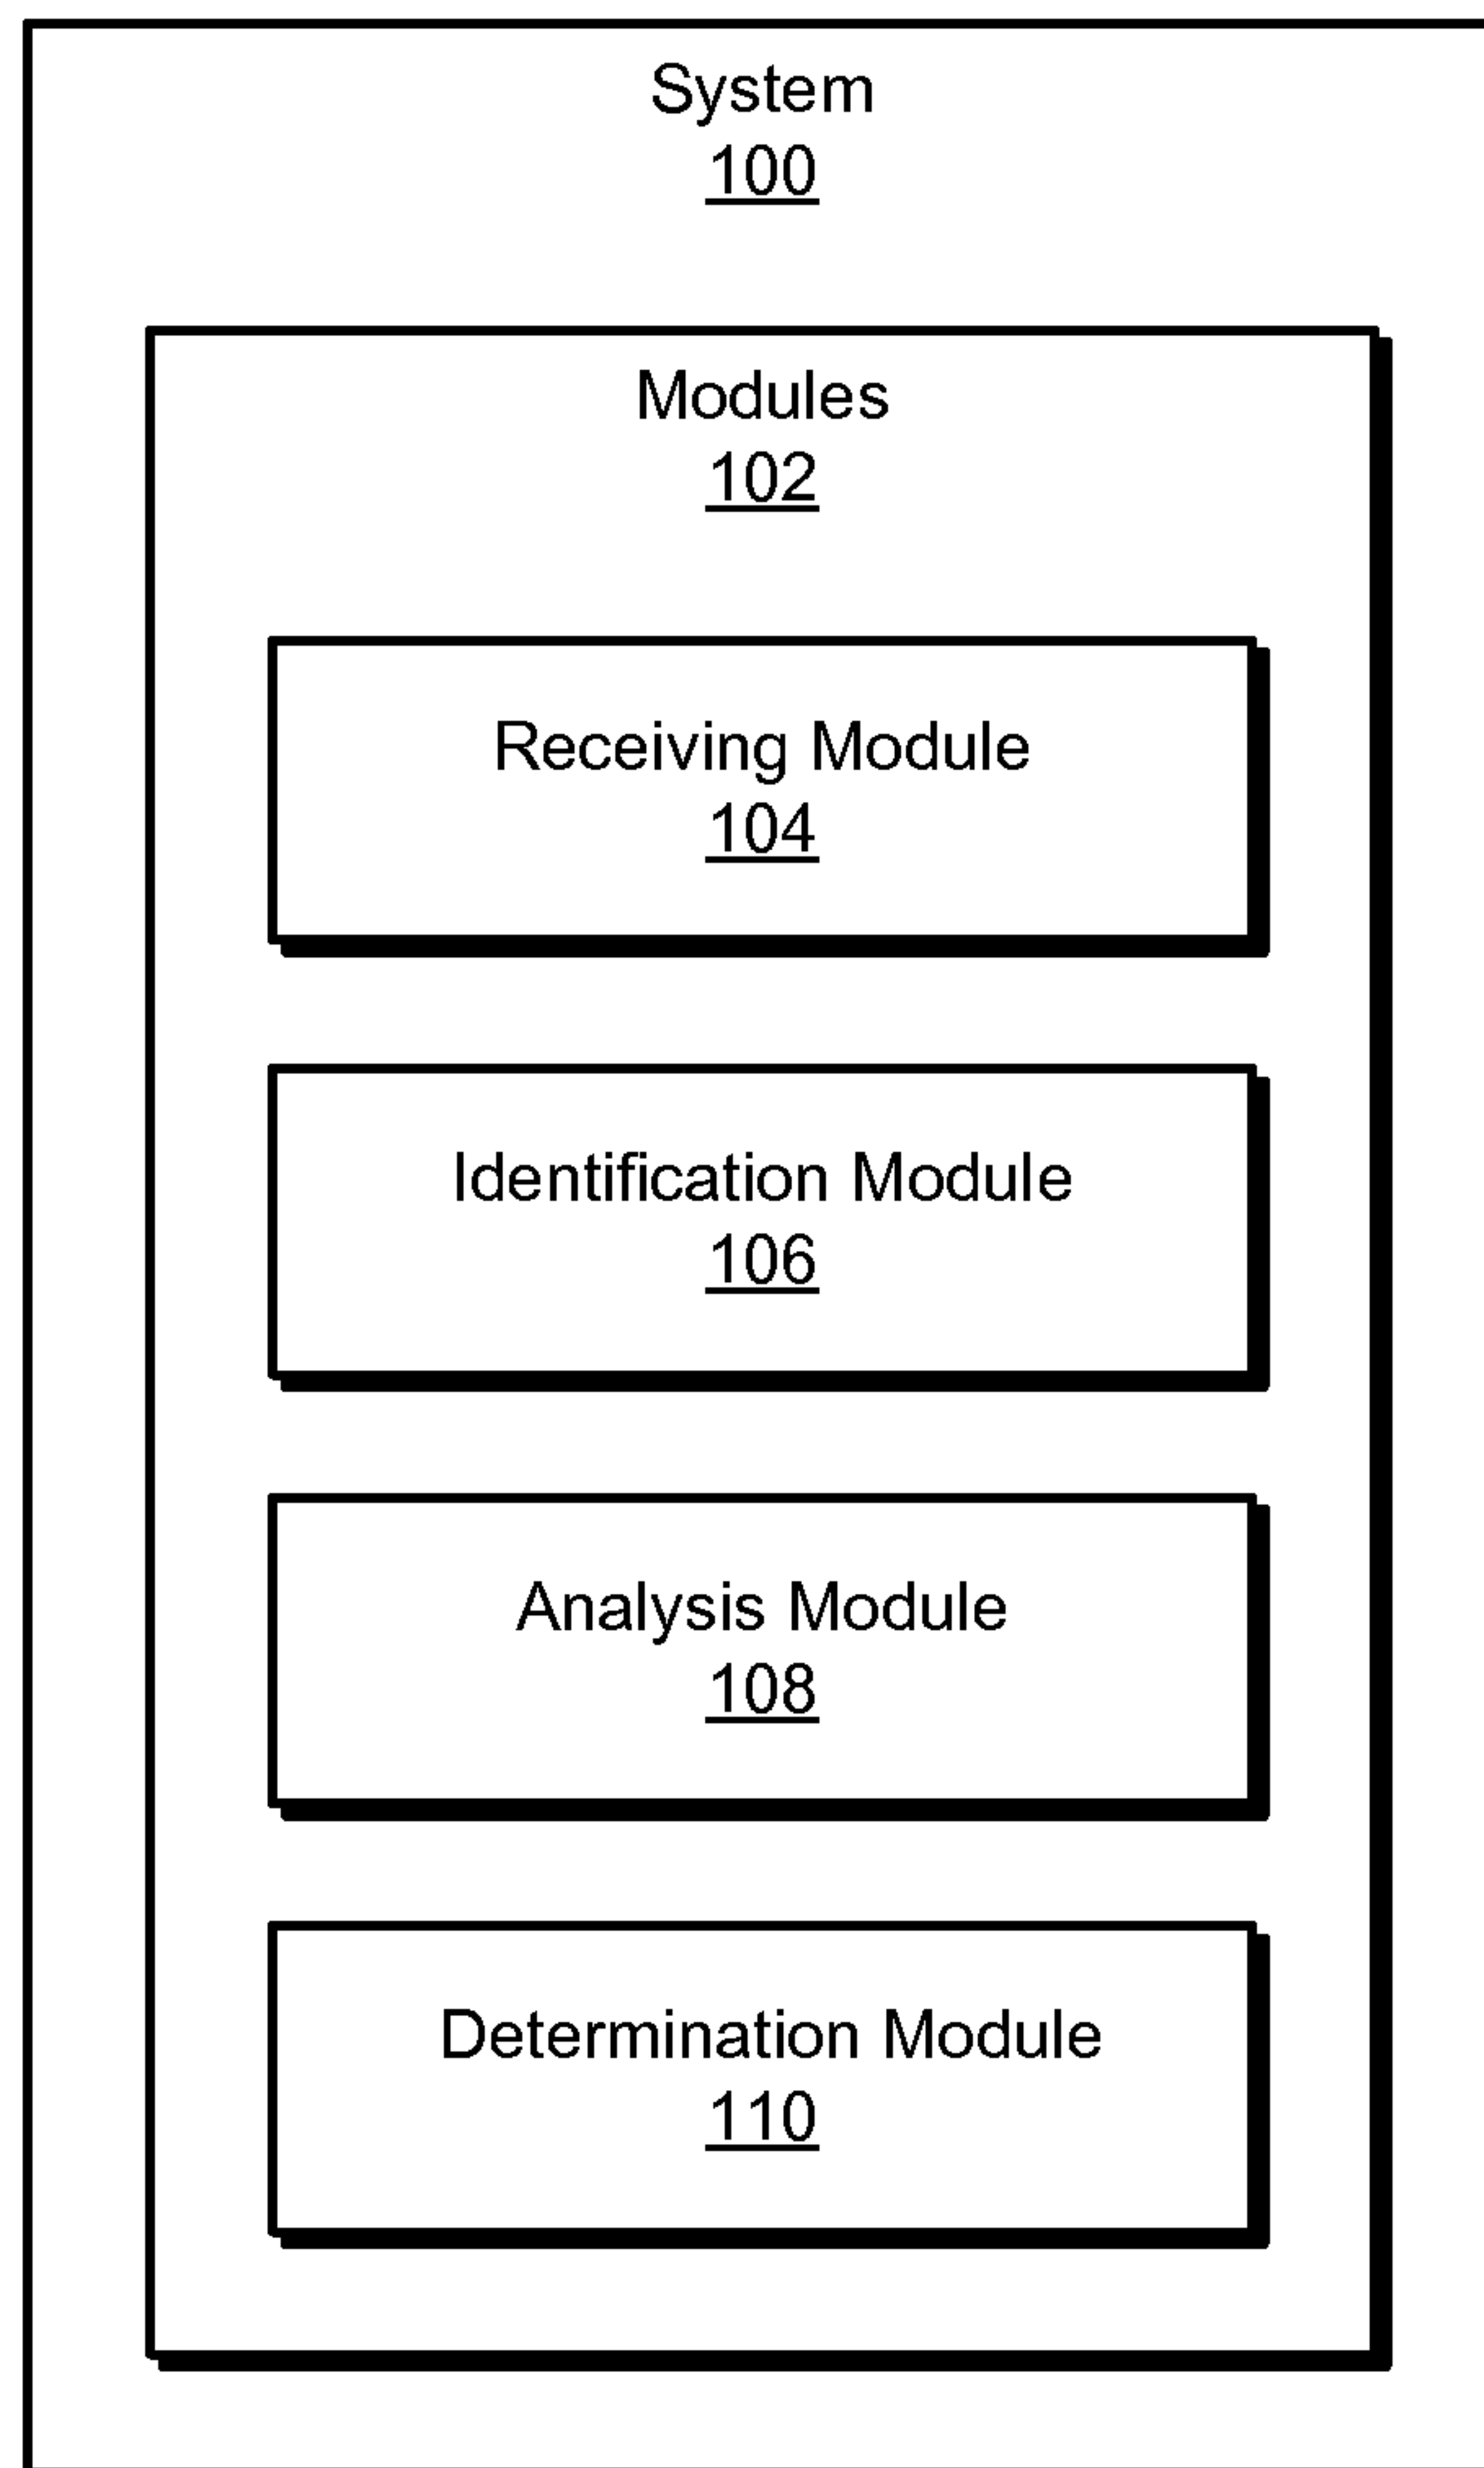 System
100
Modules
102
Receiving Module
104
Identification Module
106
Analysis Module
108
Determination Module
110